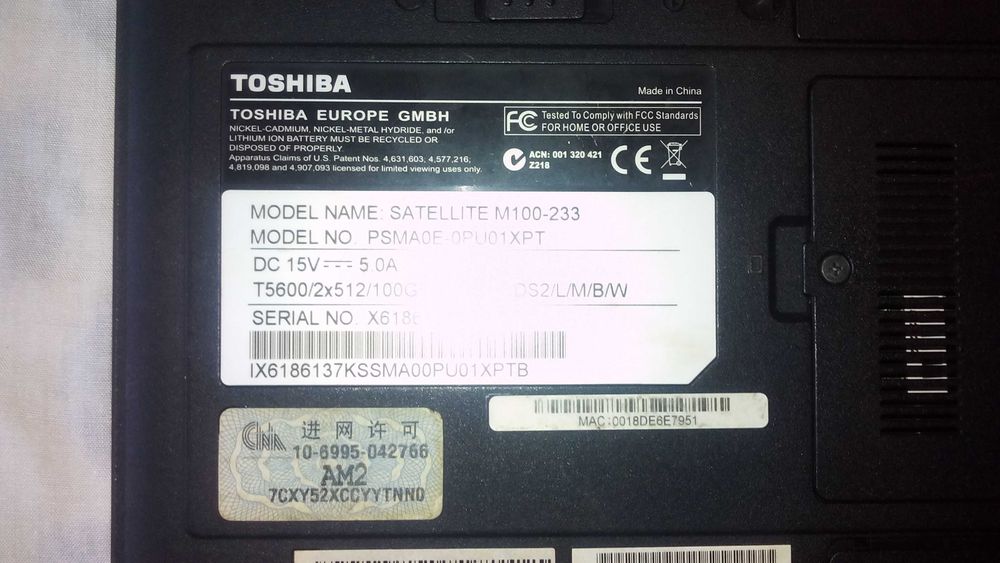 TOSHIBA
Made in China
TOSHIBA EUROPE GMBH
NICKEL-CADMIUM, NICKEL-METAL HYDRIDE, and/or
LITHIUM ION BATTERY MUST BE RECYCLED OR
DISPOSED OF PROPERLY.
Apparatus Claims of U.S. Patent Nos. 4,631,603, 4,577,216,
4,819,098 and 4,907,093 licensed for limited viewing uses only.
FC Tested To Comply with FCC Standards
FOR HOME OR OFFICE USE
ACN: 001 320 421
Z218
CE
MODEL NAME: SATELLITE M100-233
MODEL NO. PSMA0E-0PU01XPT
DC 15V 5.0A
T5600/2x512/100G DS2/L/M/B/W
SERIAL NO. X6186
IX6186137KSSMA00PU01XPTB
MAC:0018DE6E7951
进网许可
10-6995-042766
AM2
7CXY52XCCYYTNN0